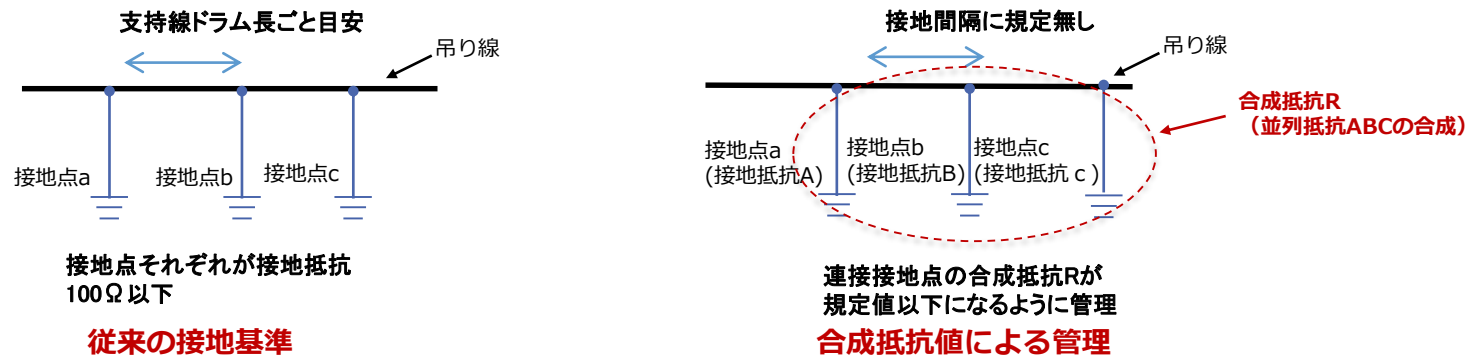 支持線ドラム長ごと目安
吊り線
接地点a
接地点b
接地点c
接地点それぞれが接地抵抗
100Ω以下
従来の接地基準
接地間隔に規定無し
吊り線
合成抵抗R
(並列抵抗ABCの合成)
接地点a
(接地抵抗A)
接地点b
(接地抵抗B)
接地点c
(接地抵抗ｃ)
連接接地点の合成抵抗Rが
規定値以下になるように管理
合成抵抗値による管理